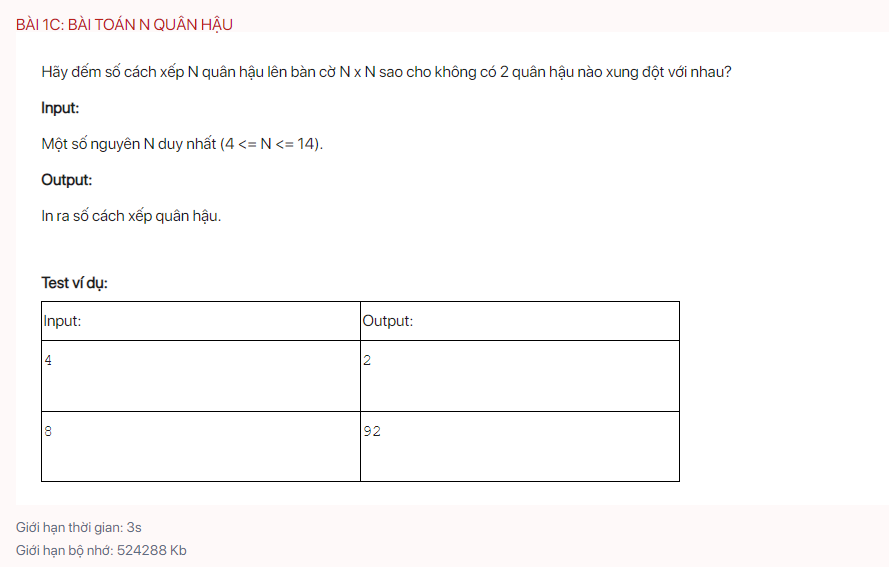 BÀI 1C: BÀI TOÁN N QUÂN HẬU
Hãy đếm số cách xếp N quân hậu lên bàn cờ N x N sao cho không có 2 quân hậu nào xung đột với nhau?
Input:
Một số nguyên N duy nhất (4 <= N <= 14).
Output:
In ra số cách xếp quân hậu.
Test ví dụ:
Input: Output:
4 2
8 92
Giới hạn thời gian: 3s
Giới hạn bộ nhớ: 524288 Kb